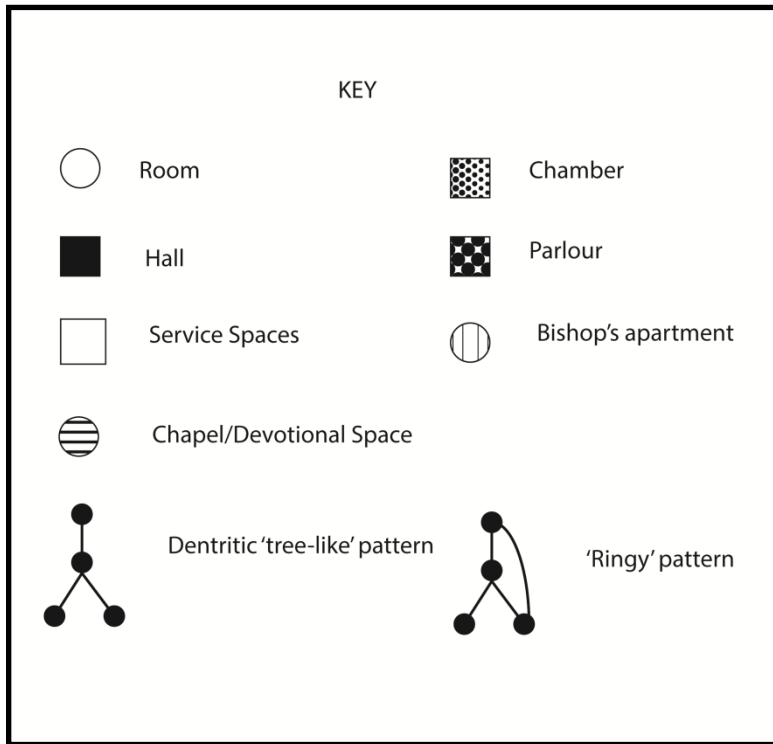 KEY
Room
Chamber
Hall
Parlour
Service Spaces
Bishop’s apartment
Chapel/Devotional Space
Dentritic ‘tree-like’ pattern
‘Ringy’ pattern